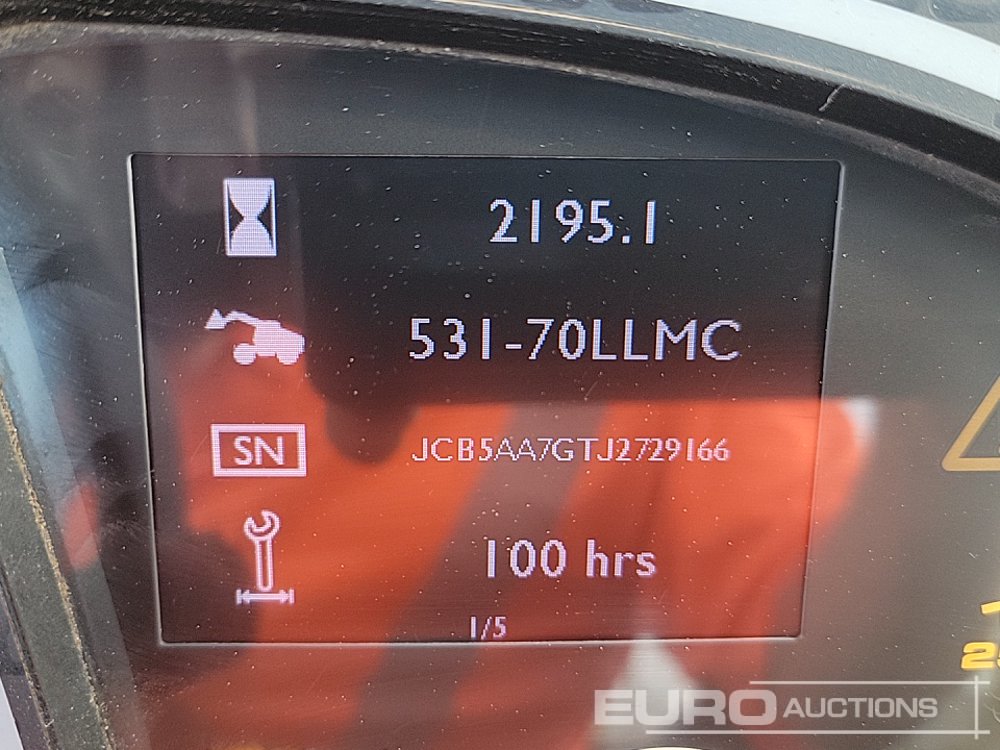 2195.1
531-70LLMC
SN JCB5AA7GTJ2729166
100 hrs
1/5
EURO AUCTIONS